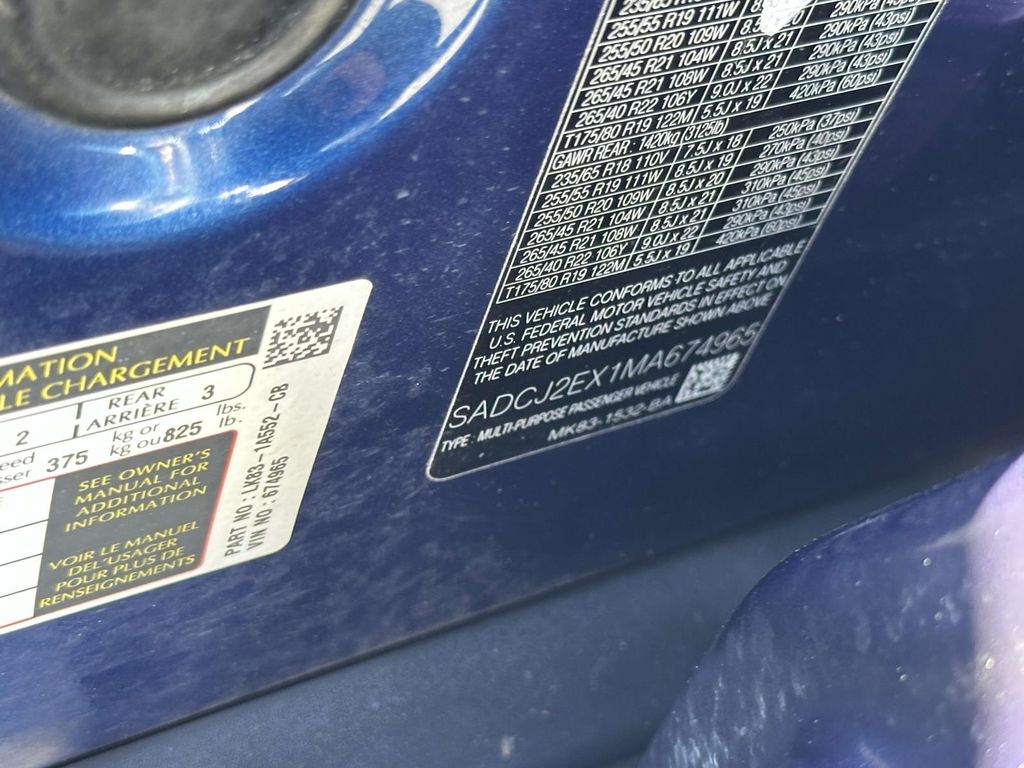 MATION
LE CHARGEMENT
2 REAR ARRIÈRE 3
375 kg or kg ou 825 lbs. lb.
SEE OWNER'S
MANUAL FOR
ADDITIONAL
INFORMATION
VOIR LE MANUEL
DEL'USAGER
POUR PLUS DE
RENSEIGNEMENTS
PART NO : LK83-1A552-CB
VIN NO : 674965
255/55 R19 111W
255/50 R20 109W 290kPa (43psi)
265/45 R21 104W 8.5J x 21 290kPa (43psi)
265/45 R21 108W 8.5J x 21 290kPa (43psi)
265/40 R22 106Y 9.0J x 22 290kPa (43psi)
T175/80 R19 122M 5.5J x 19 420kPa (60psi)
GAWR REAR : 1420kg (3125lb)
235/65 R18 110V 7.5J x 18 250kPa (37psi)
255/55 R19 111W 8.5J x 19 270kPa (40psi)
255/50 R20 109W 8.5J x 20 290kPa (43psi)
265/45 R21 104W 8.5J x 21 310kPa (45psi)
265/45 R21 108W 8.5J x 21 310kPa (45psi)
265/40 R22 106Y 9.0J x 22 290kPa (43psi)
T175/80 R19 122M 5.5J x 19 420kPa (60psi)
THIS VEHICLE CONFORMS TO ALL APPLICABLE
U.S. FEDERAL MOTOR VEHICLE SAFETY AND
THEFT PREVENTION STANDARDS IN EFFECT ON
THE DATE OF MANUFACTURE SHOWN ABOVE
SADCJ2EX1MA674965
TYPE : MULTI-PURPOSE PASSENGER VEHICLE
MK83-1532-BA